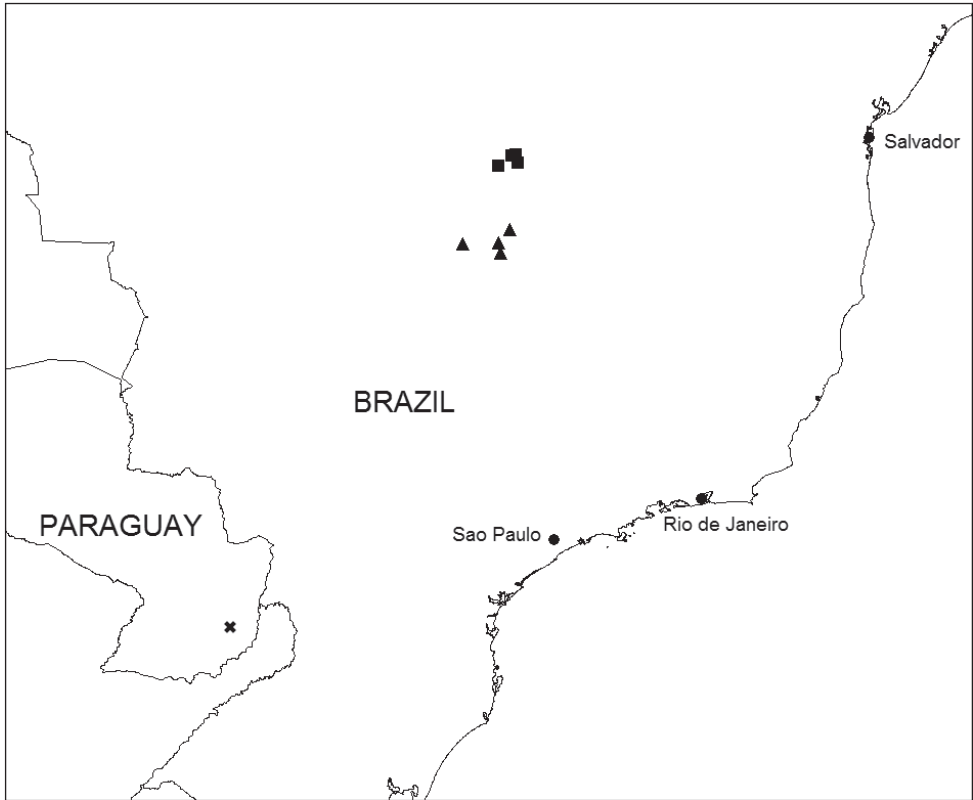 Salvador
BRAZIL
PARAGUAY
Sao Paulo
Rio de Janeiro